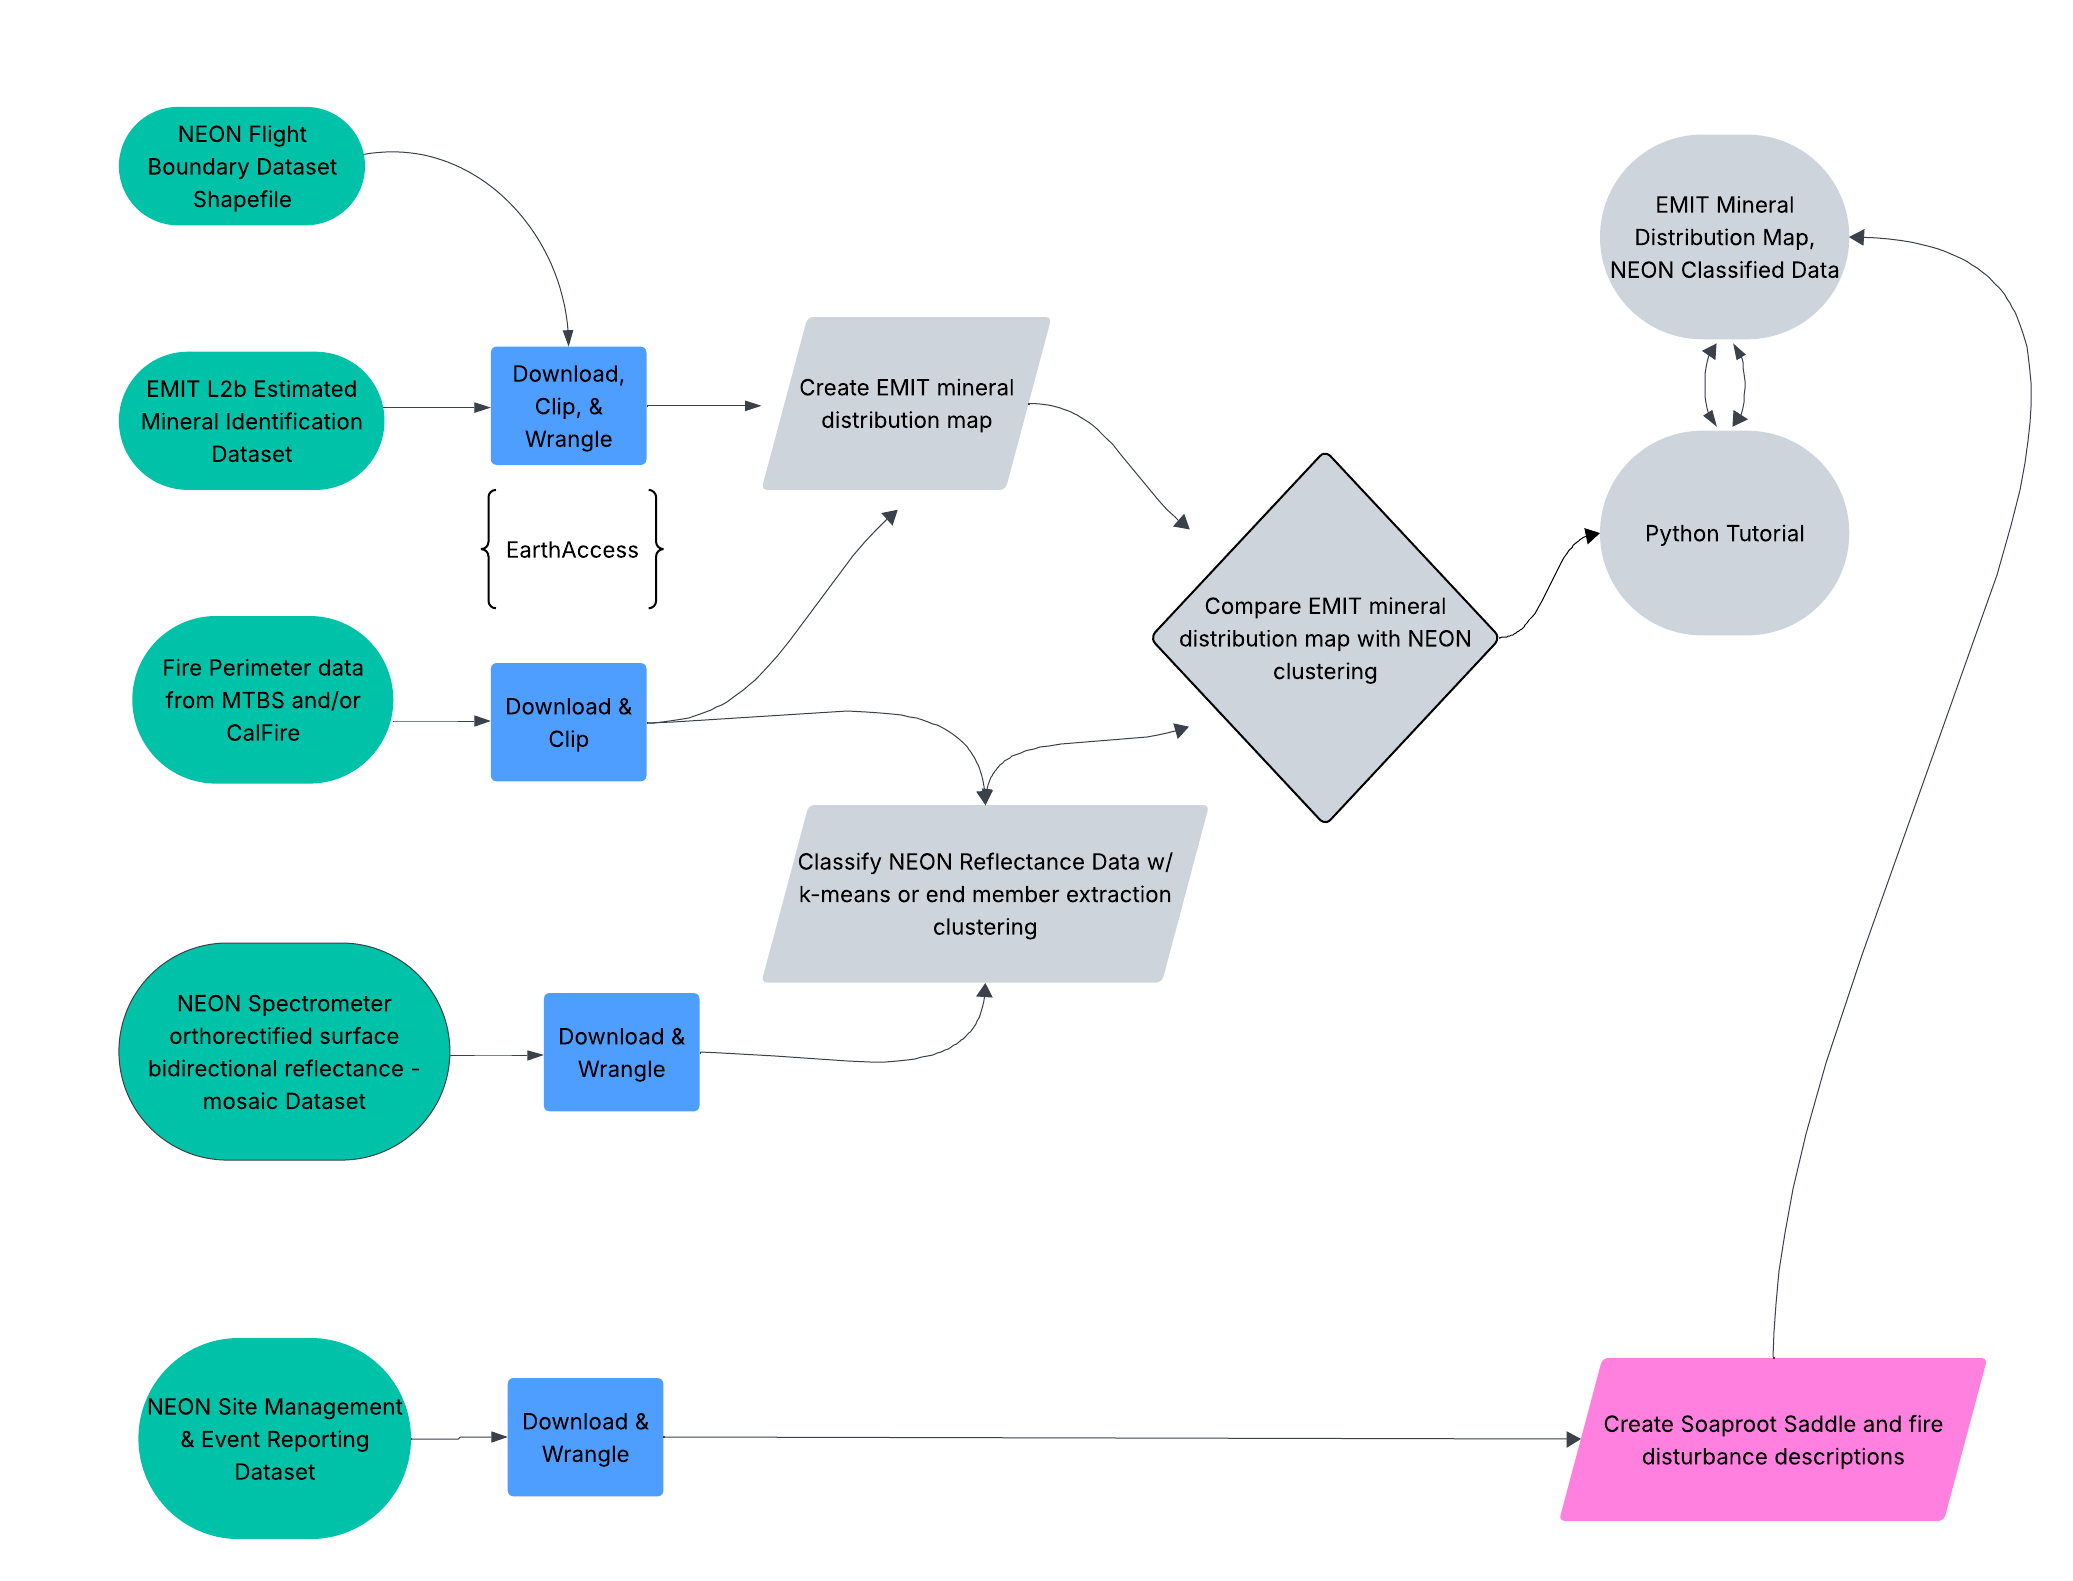 NEON Flight
Boundary Dataset
Shapefile
EMIT L2b Estimated
Mineral Identification
Dataset
Download,
Clip, &
Wrangle
{ EarthAccess }
Create EMIT mineral
distribution map
Fire Perimeter data
from MTBS and/or
CalFire
Download &
Clip
Classify NEON Reflectance Data w/
k-means or end member extraction
clustering
NEON Spectrometer
orthorectified surface
bidirectional reflectance -
mosaic Dataset
Download &
Wrangle
Compare EMIT mineral
distribution map with NEON
clustering
EMIT Mineral
Distribution Map,
NEON Classified Data
Python Tutorial
NEON Site Management
& Event Reporting
Dataset
Download &
Wrangle
Create Soaproot Saddle and fire
disturbance descriptions